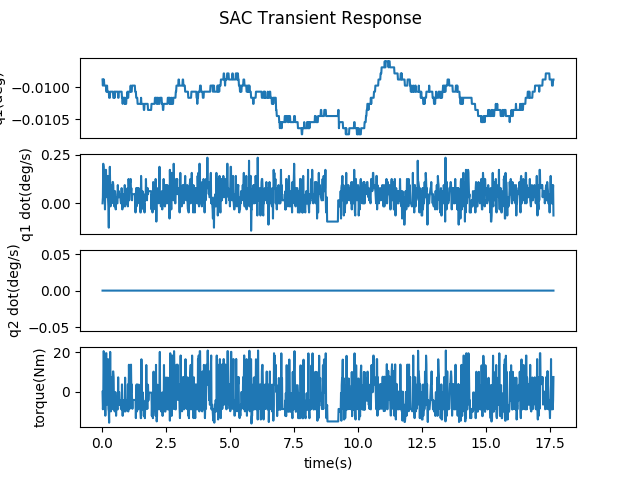 SAC Transient Response
q1(deg)
−0.0100
−0.0105
q1 dot(deg/s)
0.25
0.00
q2 dot(deg/s)
0.05
0.00
−0.05
torque(Nm)
20
0
0.0 2.5 5.0 7.5 10.0 12.5 15.0 17.5
time(s)